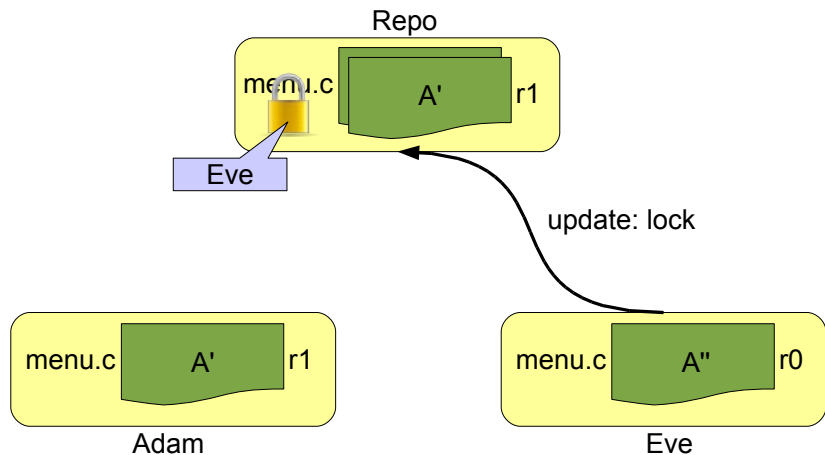 Repo
menu.c A' r1
Eve
update: lock
menu.c A' r1
menu.c A'' r0
Adam
Eve